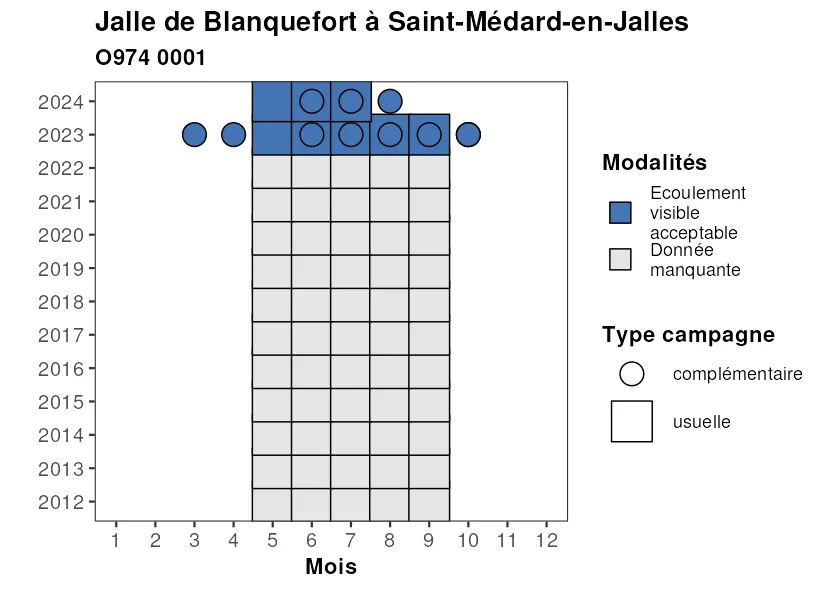 Jalle de Blanquefort à Saint-Médard-en-Jalles
O974 0001
2024
2023
2022
2021
2020
2019
2018
2017
2016
2015
2014
2013
2012
1 2 3 4 5 6 7 8 9 10 11 12
Mois
Modalités
Ecoulement
visible
acceptable
Donnée
manquante
Type campagne
complémentaire
usuelle